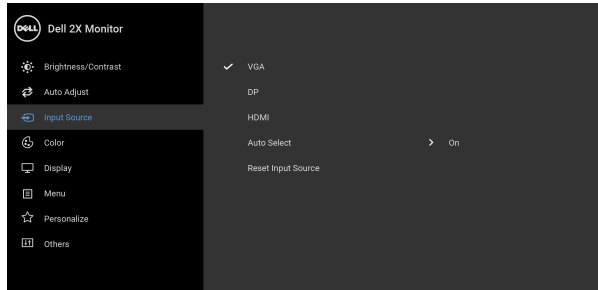 DELL Dell 2X Monitor
Brightness/Contrast
VGA
Auto Adjust
DP
Input Source
HDMI
Color
Auto Select On
Display
Reset Input Source
Menu
Personalize
Others